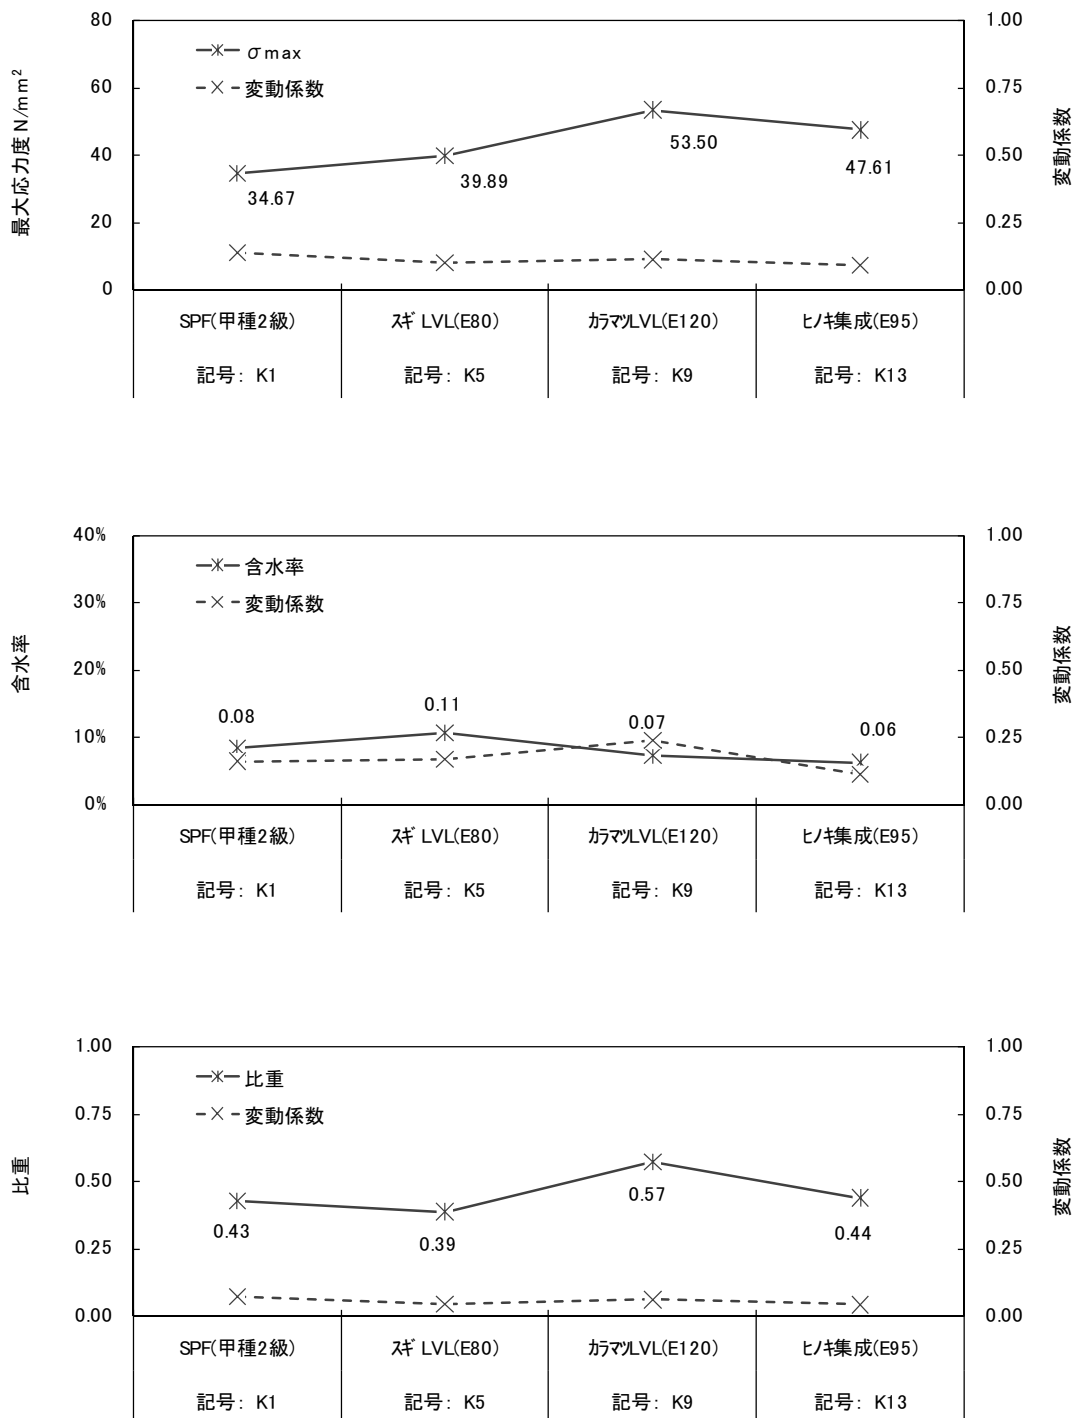 80 1.00
σmax
変動係数
60 0.75
最大応力度 N/mm²
変動係数
53.50
40 0.50
47.61
39.89
34.67
20 0.25
0 0.00
SPF(甲種2級) スギLVL(E80) カラマツLVL(E120) ヒノキ集成(E95)
記号: K1 記号: K5 記号: K9 記号: K13
40% 1.00
含水率
変動係数
30% 0.75
含水率
変動係数
20% 0.50
0.08 0.11 0.07 0.06
10% 0.25
0% 0.00
SPF(甲種2級) スギLVL(E80) カラマツLVL(E120) ヒノキ集成(E95)
記号: K1 記号: K5 記号: K9 記号: K13
1.00 1.00
比重
変動係数
0.75 0.75
比重
変動係数
0.50 0.50
0.57
0.43 0.39 0.44
0.25 0.25
0.00 0.00
SPF(甲種2級) スギLVL(E80) カラマツLVL(E120) ヒノキ集成(E95)
記号: K1 記号: K5 記号: K9 記号: K13